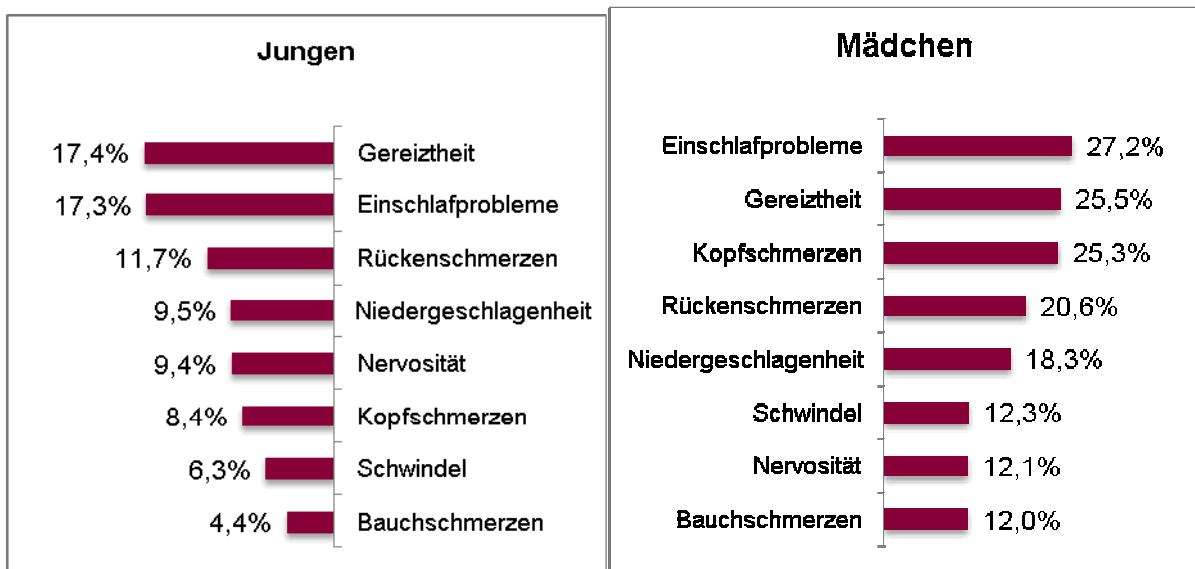 Jungen
17,4% Gereiztheit
17,3% Einschlafprobleme
11,7% Rückenschmerzen
9,5% Niedergeschlagenheit
9,4% Nervosität
8,4% Kopfschmerzen
6,3% Schwindel
4,4% Bauchschmerzen
Mädchen
Einschlafprobleme 27,2%
Gereiztheit 25,5%
Kopfschmerzen 25,3%
Rückenschmerzen 20,6%
Niedergeschlagenheit 18,3%
Schwindel 12,3%
Nervosität 12,1%
Bauchschmerzen 12,0%